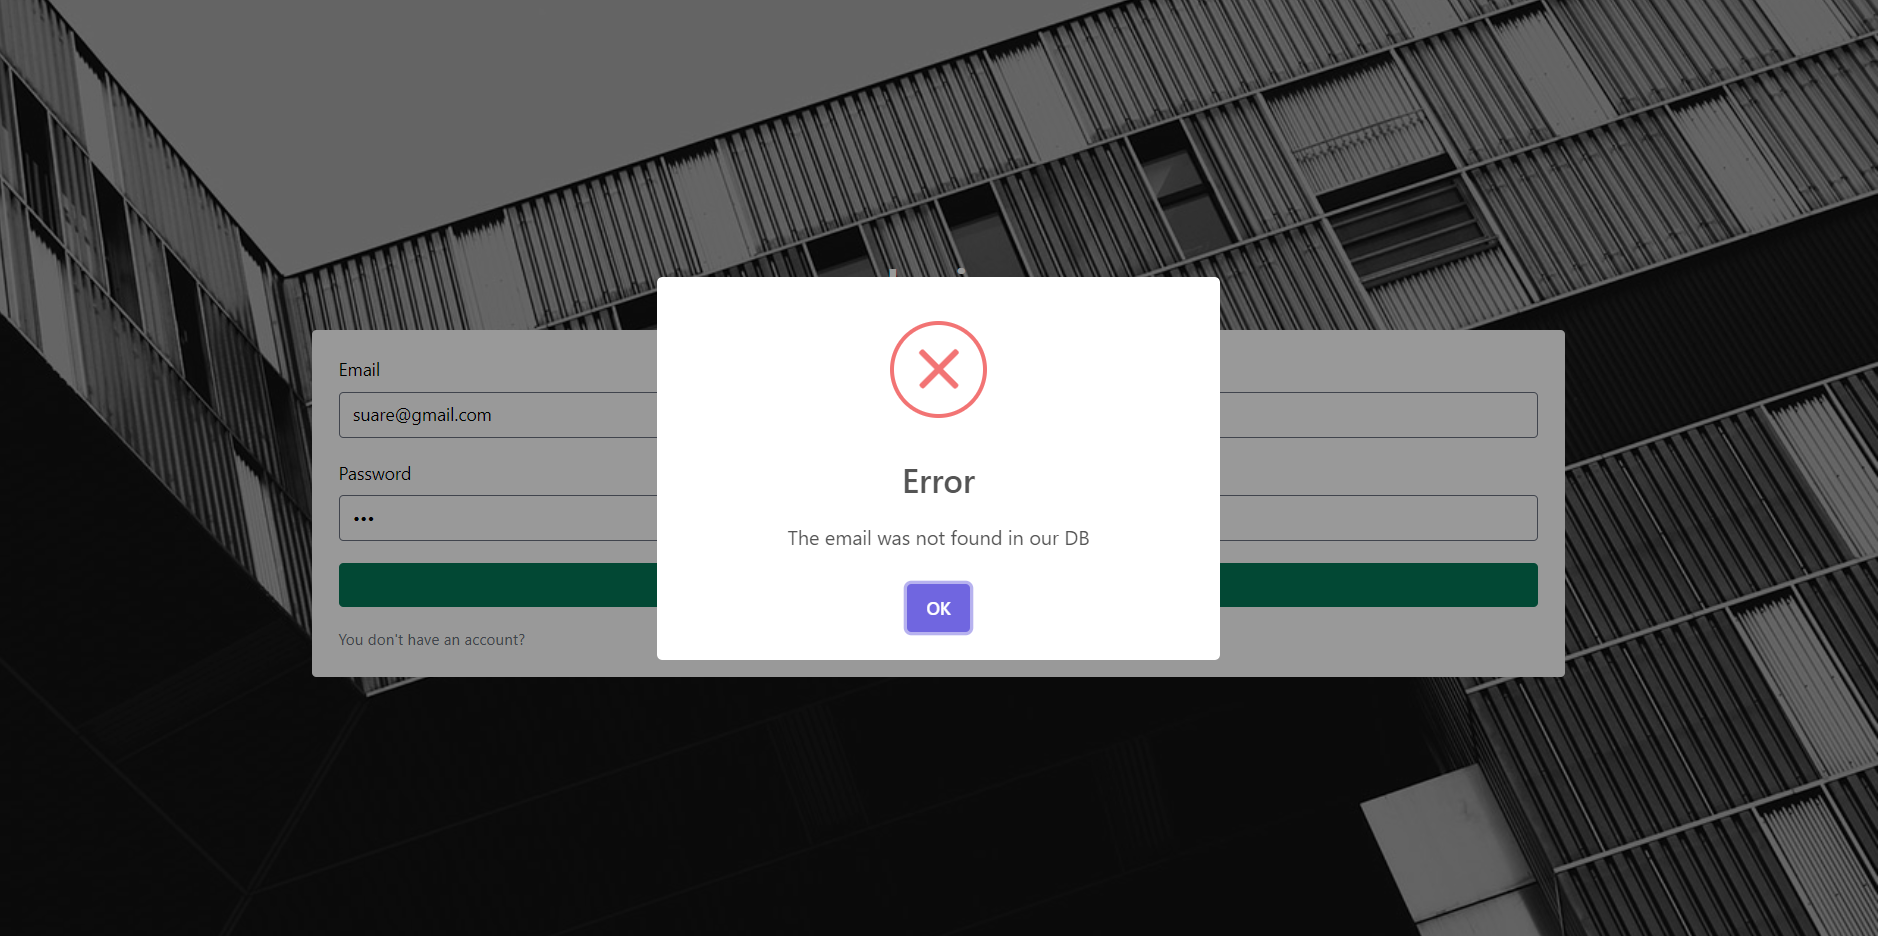 Email
suare@gmail.com
Password
Error
The email was not found in our DB
OK
You don't have an account?